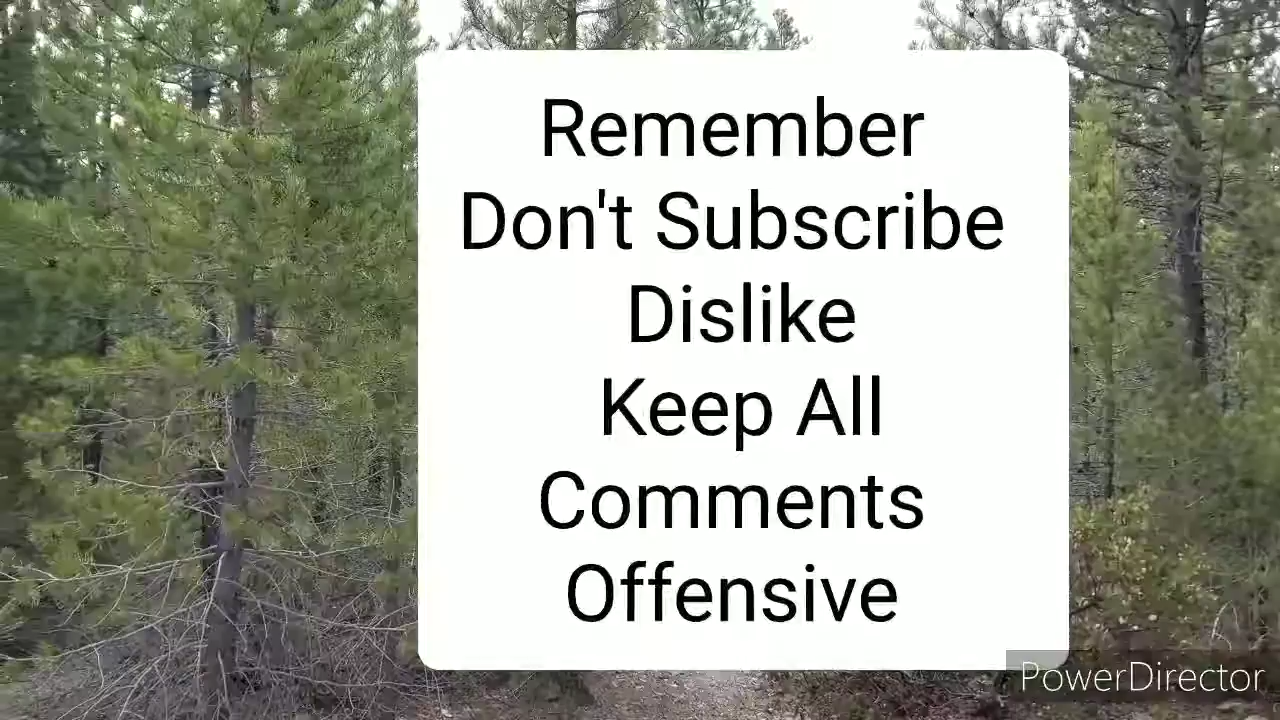 Remember
Don't Subscribe
Dislike
Keep All
Comments
Offensive
PowerDirector